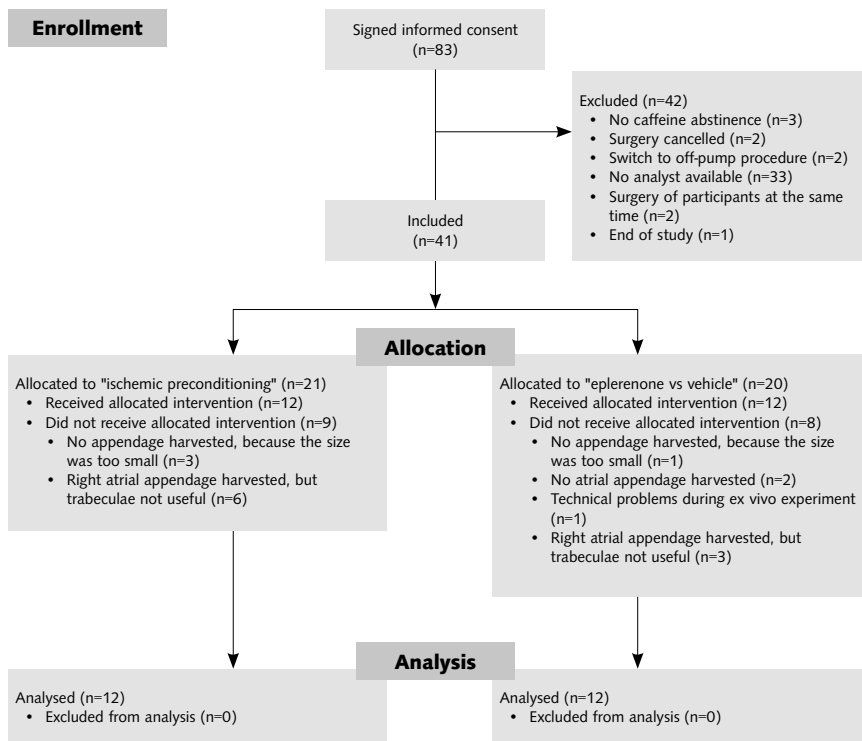 Enrollment
Signed informed consent
(n=83)
Excluded (n=42)
• No caffeine abstinence (n=3)
• Surgery cancelled (n=2)
• Switch to off-pump procedure (n=2)
• No analyst available (n=33)
• Surgery of participants at the same
time (n=2)
• End of study (n=1)
Included
(n=41)
Allocation
Allocated to "ischemic preconditioning" (n=21)
• Received allocated intervention (n=12)
• Did not receive allocated intervention (n=9)
• No appendage harvested, because the size
was too small (n=3)
• Right atrial appendage harvested, but
trabeculae not useful (n=6)
Allocated to "eplerenone vs vehicle" (n=20)
• Received allocated intervention (n=12)
• Did not receive allocated intervention (n=8)
• No appendage harvested, because the size
was too small (n=1)
• No atrial appendage harvested (n=2)
• Technical problems during ex vivo experiment
(n=1)
• Right atrial appendage harvested, but
trabeculae not useful (n=3)
Analysis
Analysed (n=12)
• Excluded from analysis (n=0)
Analysed (n=12)
• Excluded from analysis (n=0)